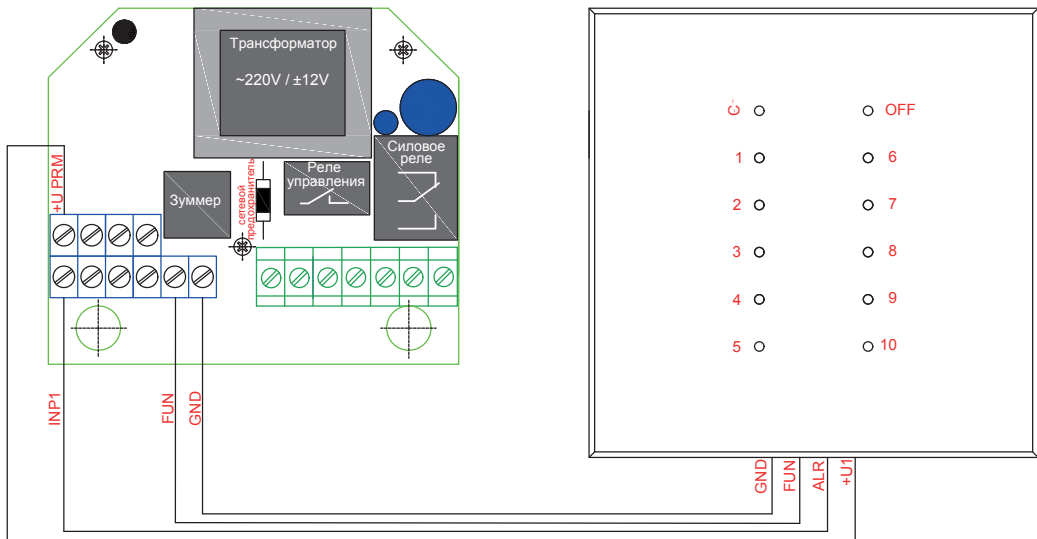 Трансформатор
~220V / ±12V
Силовое
реле
Реле
управления
сетевой
предохранитель
Зуммер
+U PRM
INP1
FUN
GND
OFF
1
6
2
7
3
8
4
9
5
10
GND
FUN
ALR
+U1